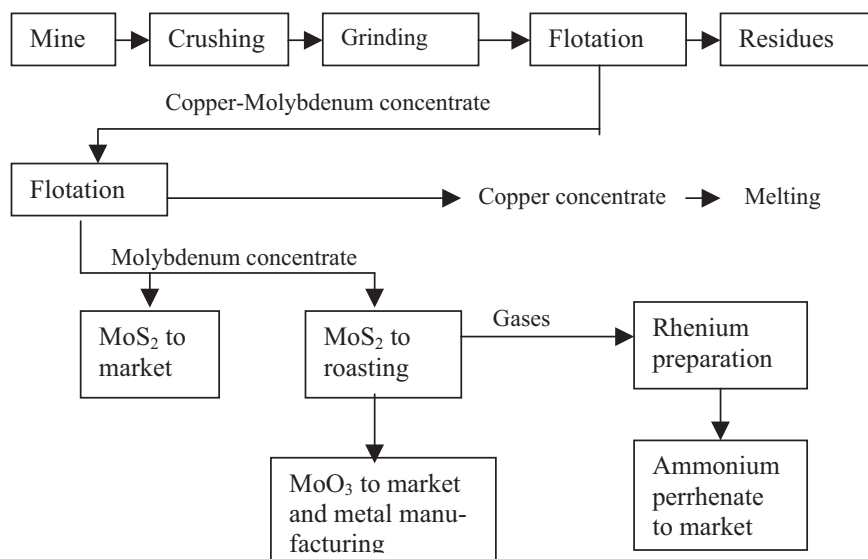 Mine
Crushing
Grinding
Flotation
Residues
Copper-Molybdenum concentrate
Flotation
Copper concentrate
Melting
Molybdenum concentrate
MoS₂ to
market
MoS₂ to
roasting
Gases
Rhenium
preparation
MoO₃ to market
and metal manu-
facturing
Ammonium
perrhenate
to market